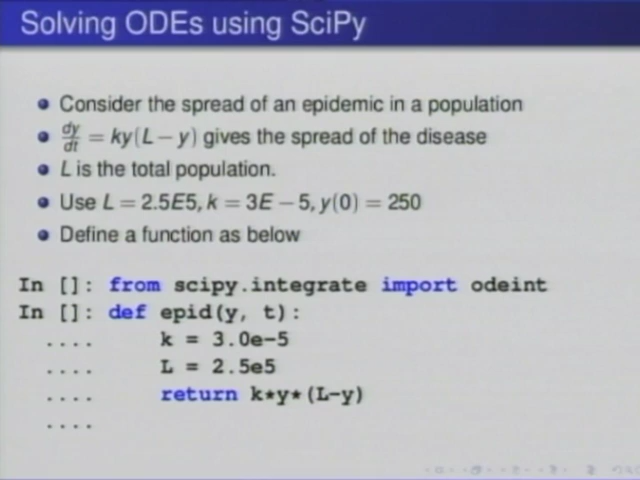 Solving ODEs using SciPy
Consider the spread of an epidemic in a population
dy/dt = ky(L − y) gives the spread of the disease
L is the total population.
Use L = 2.5E5, k = 3E − 5, y(0) = 250
Define a function as below
In []: from scipy.integrate import odeint
In []: def epid(y, t):
.... k = 3.0e-5
.... L = 2.5e5
.... return k*y*(L-y)
....